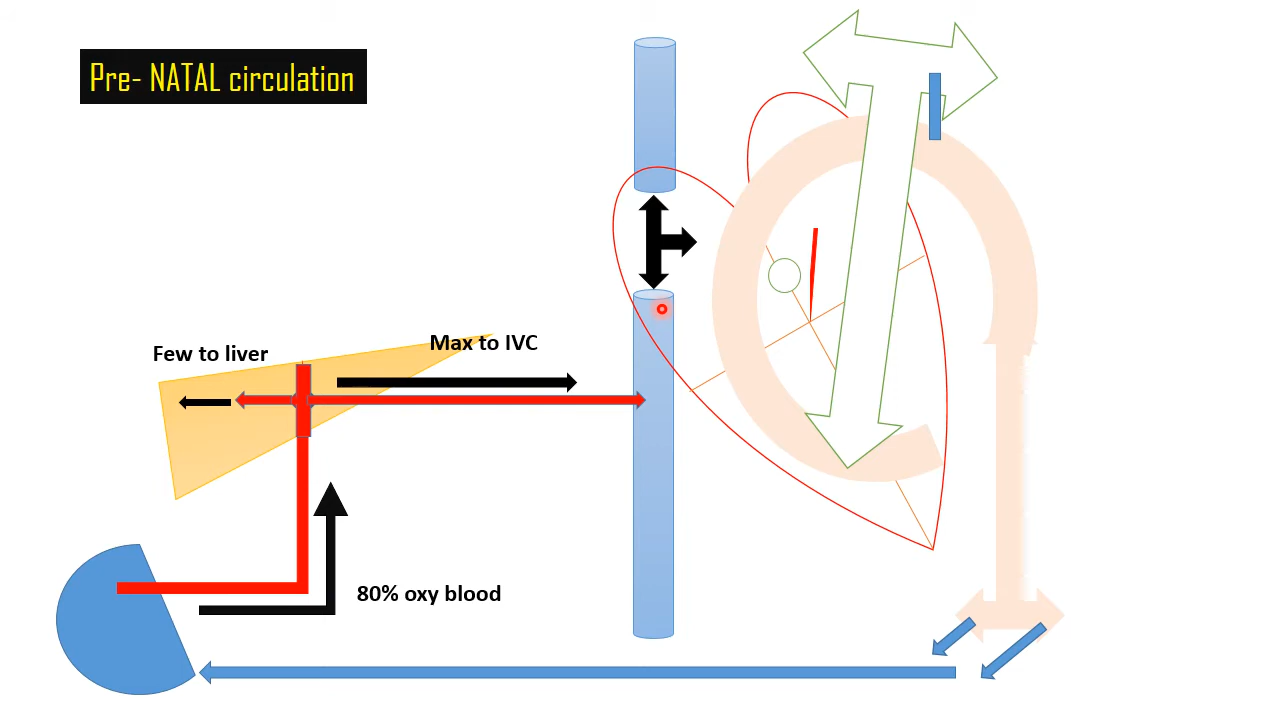 Pre- NATAL circulation
Few to liver
Max to IVC
80% oxy blood